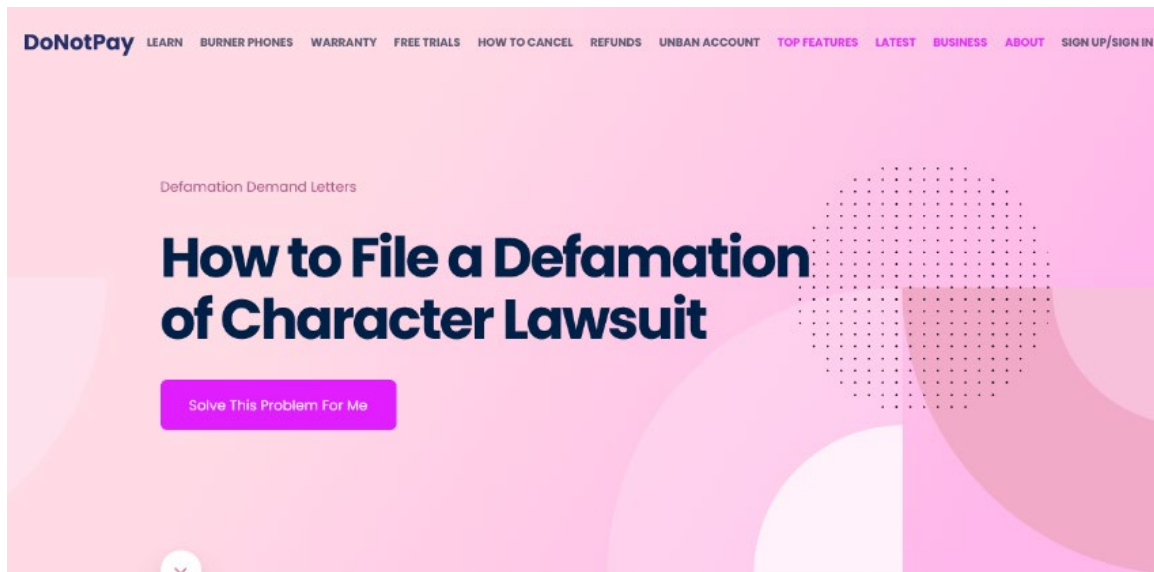 DoNotPay LEARN BURNER PHONES WARRANTY FREE TRIALS HOW TO CANCEL REFUNDS UNBAN ACCOUNT TOP FEATURES LATEST BUSINESS ABOUT SIGN UP/SIGN IN
Defamation Demand Letters
How to File a Defamation
of Character Lawsuit
Solve This Problem For Me